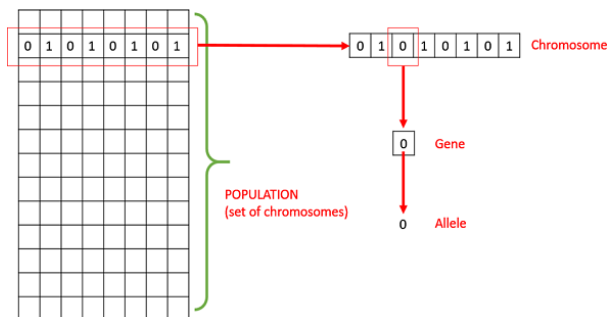 0 1 0 1 0 1 0 1
0 1 0 1 0 1 0 1 Chromosome
0 Gene
POPULATION
(set of chromosomes)
0 Allele